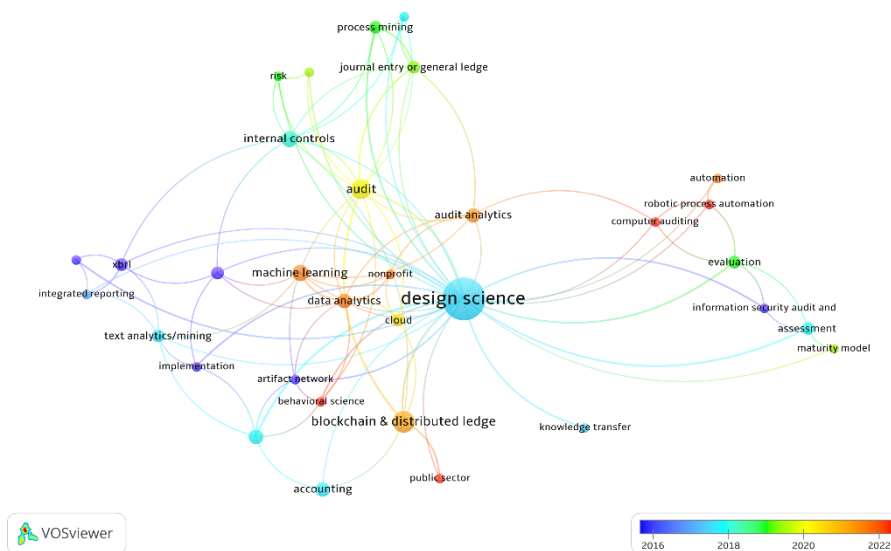 process mining
journal entry or general ledge
risk
internal controls
audit
automation
robotic process automation
audit analytics
computer auditing
xbrl
evaluation
machine learning
nonprofit
integrated reporting
design science
data analytics
information security audit and
cloud
text analytics/mining
assessment
maturity model
implementation
artifact network
behavioral science
blockchain & distributed ledge
knowledge transfer
public sector
accounting
VOSviewer
2016 2018 2020 2022